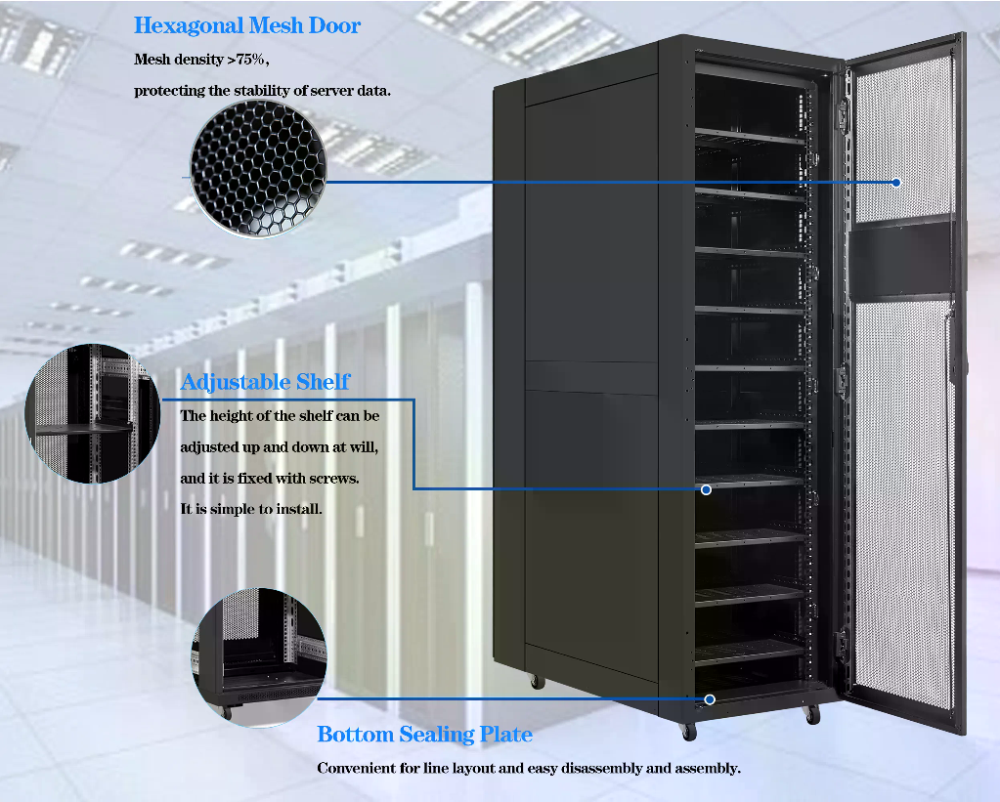 Hexagonal Mesh Door
Mesh density >75%,
protecting the stability of server data.
Adjustable Shelf
The height of the shelf can be
adjusted up and down at will,
and it is fixed with screws.
It is simple to install.
Bottom Sealing Plate
Convenient for line layout and easy disassembly and assembly.